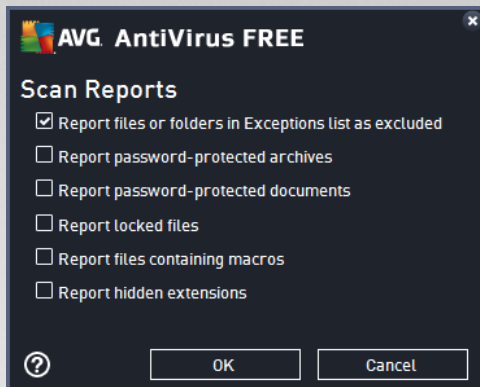 AVG. AntiVirus FREE
Scan Reports
Report files or folders in Exceptions list as excluded
Report password-protected archives
Report password-protected documents
Report locked files
Report files containing macros
Report hidden extensions
? OK Cancel